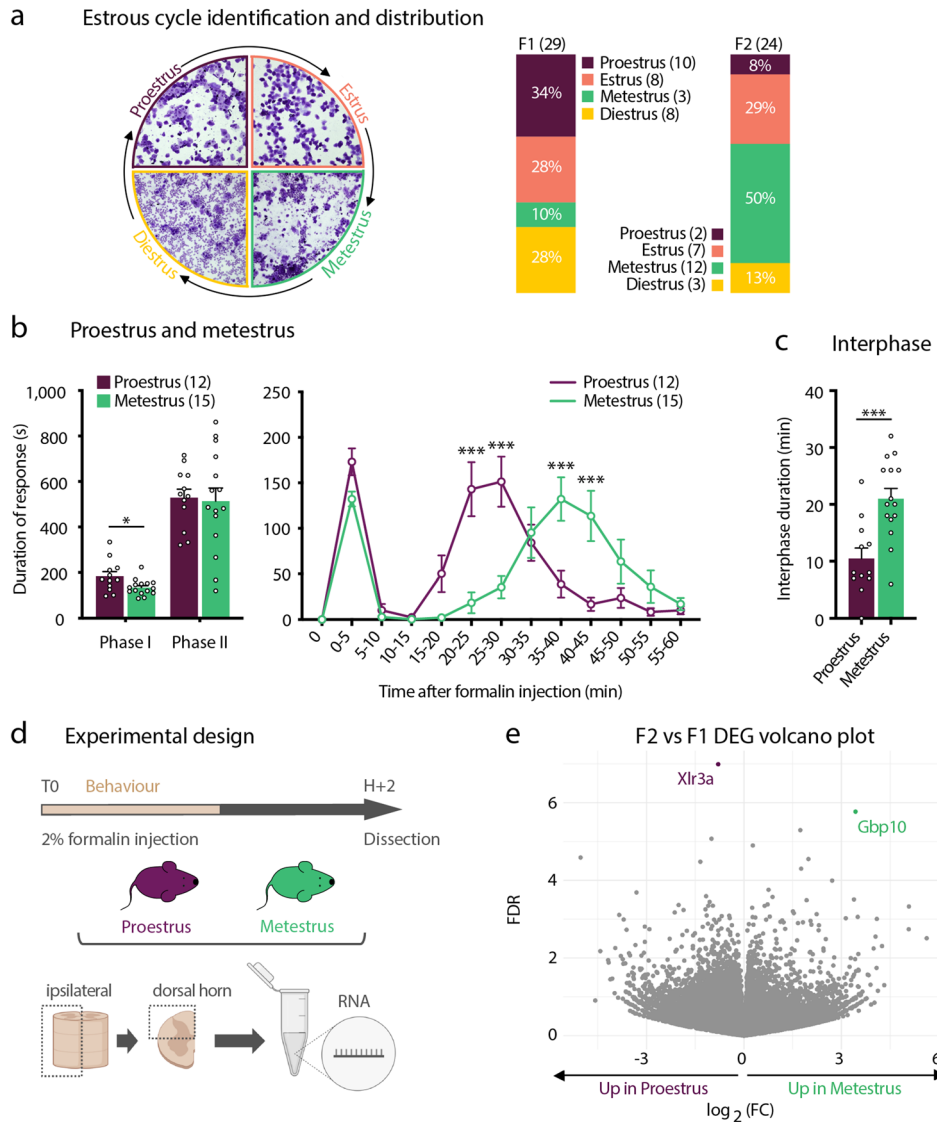 a Estrous cycle identification and distribution
Proestrus
Estrus
Metestrus
Diestrus
F1 (29)
34%
28%
10%
28%
Proestrus (10)
Estrus (8)
Metestrus (3)
Diestrus (8)
F2 (24)
8%
29%
50%
13%
Proestrus (2)
Estrus (7)
Metestrus (12)
Diestrus (3)
b Proestrus and metestrus
Proestrus (12)
Metestrus (15)
Duration of response (s)
1,000
800
600
400
200
0
*
Phase I
Phase II
Proestrus (12)
Metestrus (15)
250
200
150
100
50
0
***
***
***
***
0
0-5
5-10
10-15
15-20
20-25
25-30
30-35
35-40
40-45
45-50
50-55
55-60
Time after formalin injection (min)
c Interphase
Interphase duration (min)
40
30
20
10
0
***
Proestrus
Metestrus
d Experimental design
T0 Behaviour H+2
2% formalin injection Dissection
Proestrus
Metestrus
ipsilateral
dorsal horn
RNA
e F2 vs F1 DEG volcano plot
Xlr3a
Gbp10
FDR
6
4
2
0
-3
0
3
6
Up in Proestrus
Up in Metestrus
log2 (FC)